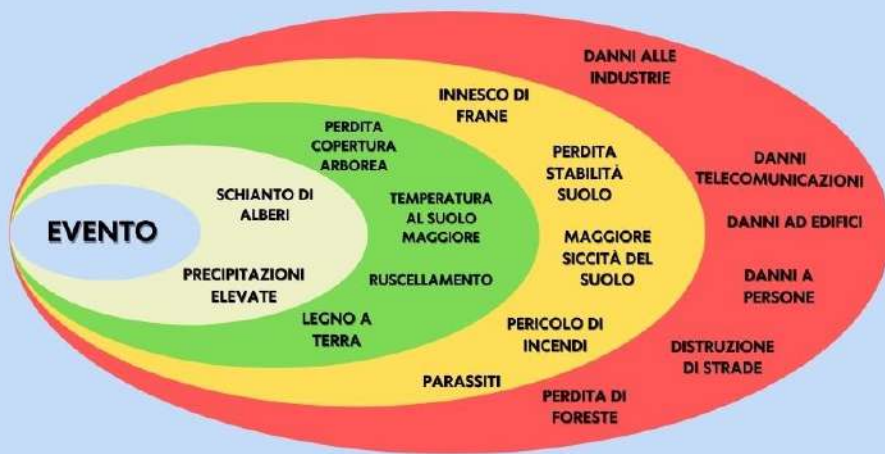 EVENTO
SCHIANTO DI
ALBERI
PRECIPITAZIONI
ELEVATE
PERDITA
COPERTURA
ARBOREA
TEMPERATURA
AL SUOLO
MAGGIORE
RUSCELLAMENTO
LEGNO A
TERRA
INNESCO DI
FRANE
PERDITA
STABILITÀ
SUOLO
MAGGIORE
SICCITÀ DEL
SUOLO
PERICOLO DI
INCENDI
PARASSITI
DANNI ALLE
INDUSTRIE
DANNI
TELECOMUNICAZIONI
DANNI AD EDIFICI
DANNI A
PERSONE
DISTRUZIONE
DI STRADE
PERDITA DI
FORESTE